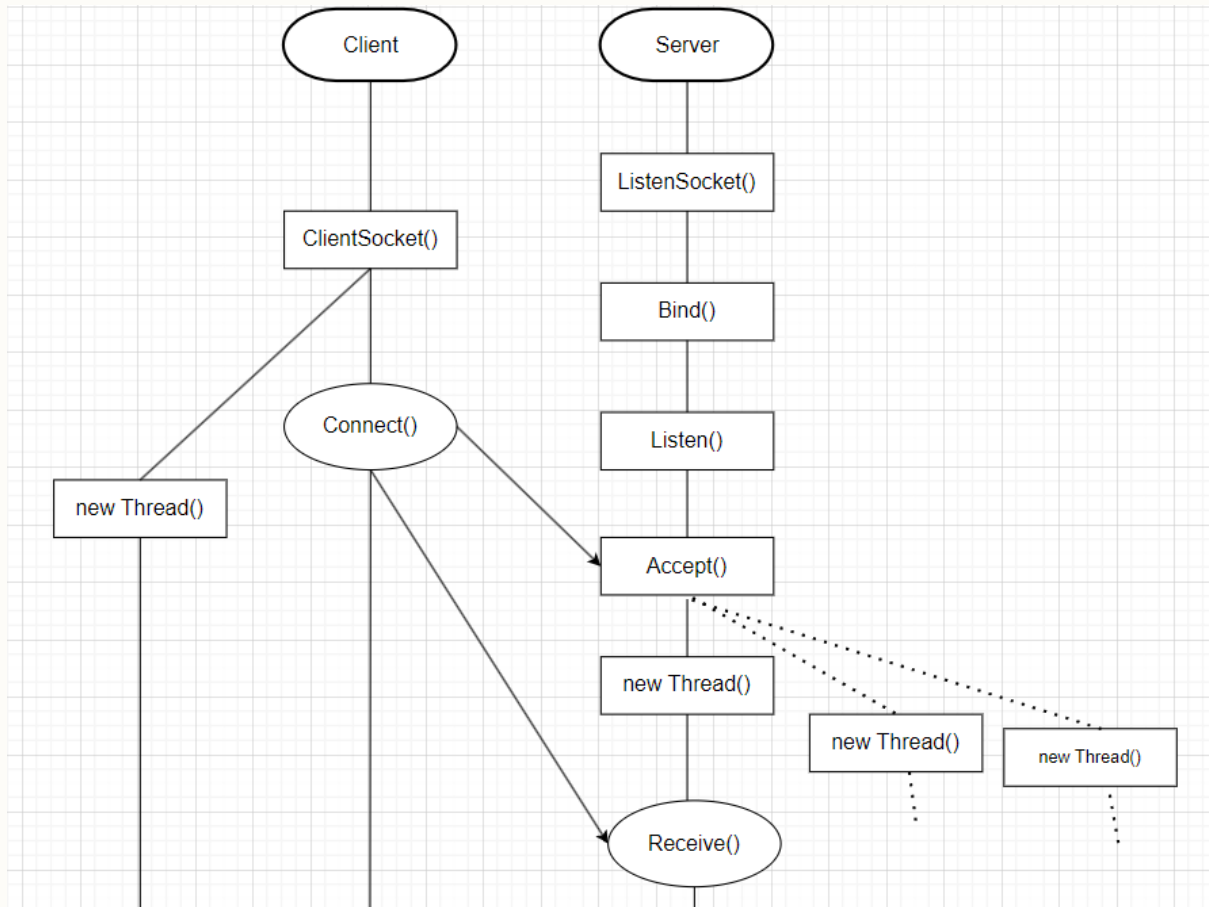 Client
Server
ListenSocket()
ClientSocket()
Bind()
Connect()
Listen()
new Thread()
Accept()
new Thread()
new Thread()
new Thread()
Receive()